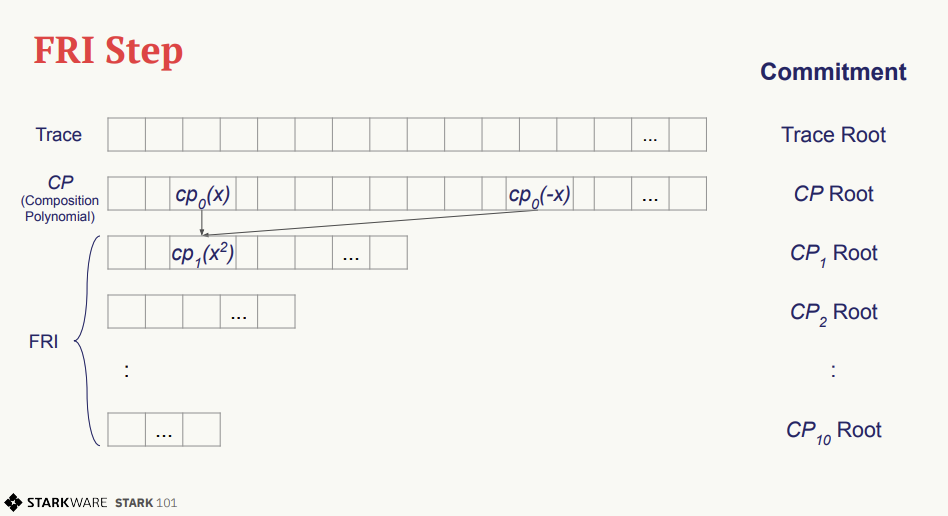 FRI Step
Commitment
Trace
...
Trace Root
CP
(Composition
Polynomial)
cp0(x)
cp0(-x)
...
CP Root
cp1(x2)
...
CP1 Root
...
CP2 Root
FRI
:
:
...
CP10 Root
STARKWARE STARK 101